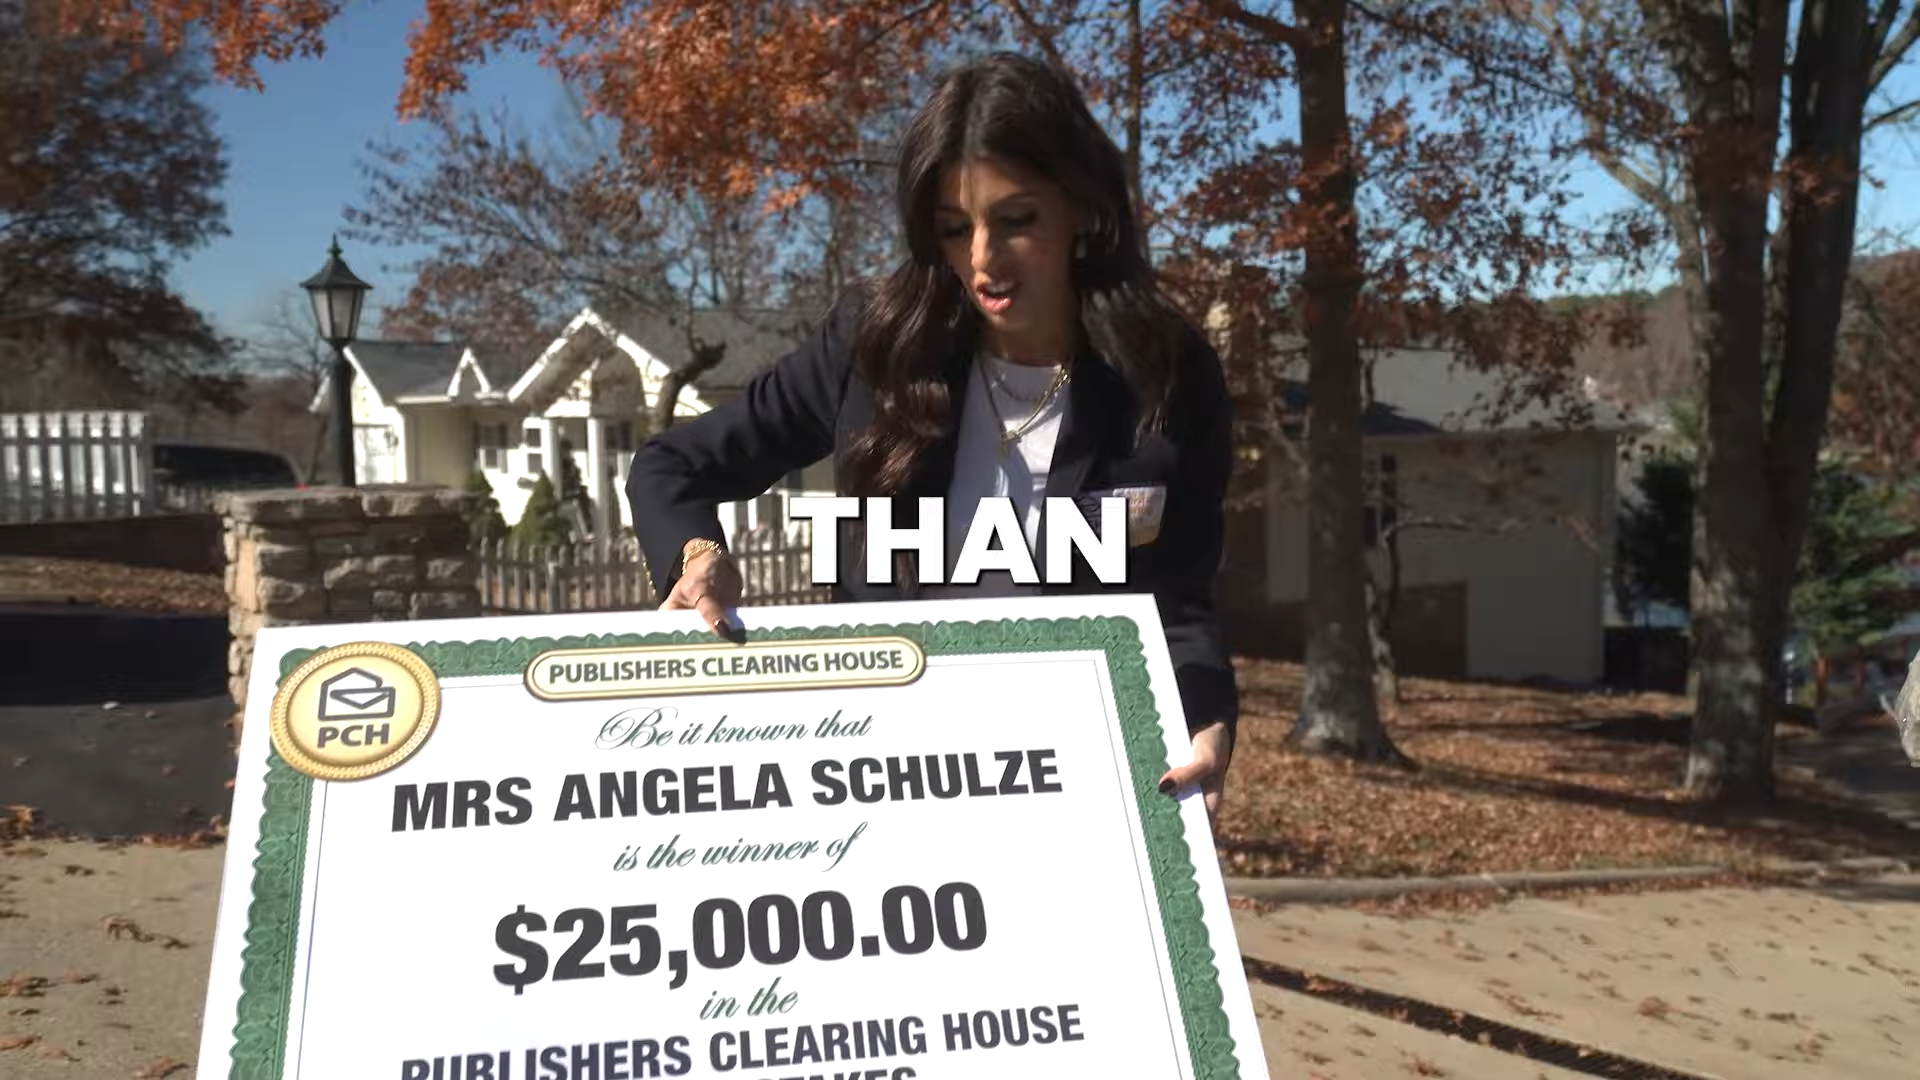 THAN
PUBLISHERS CLEARING HOUSE
PCH
Be it known that
MRS ANGELA SCHULZE
is the winner of
$25,000.00
in the
PUBLISHERS CLEARING HOUSE